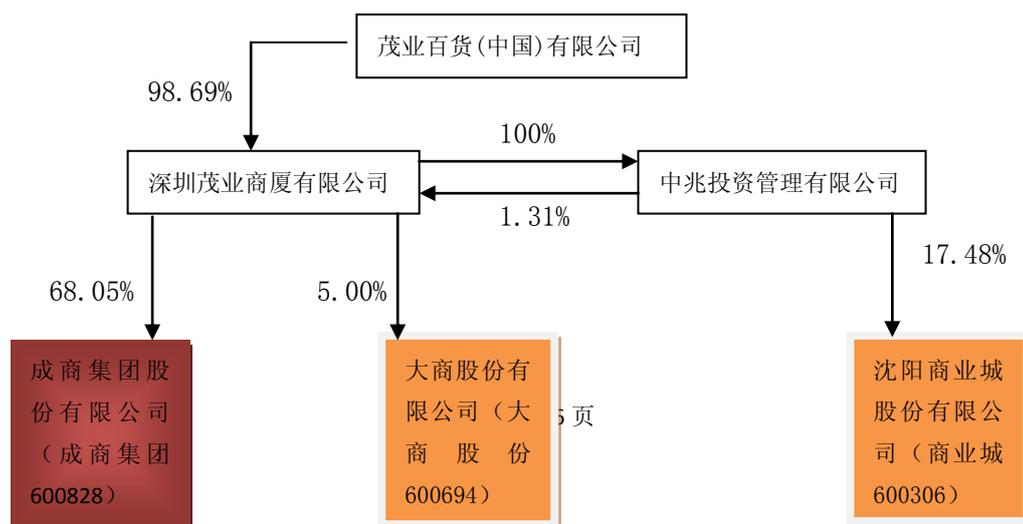 茂业百货(中国)有限公司
98.69%
100%
深圳茂业商厦有限公司
中兆投资管理有限公司
1.31%
17.48%
68.05%
5.00%
成商集团股
份有限公司
（成商集团
600828）
大商股份有
限公司（大
商股份
600694）
页
沈阳商业城
股份有限公
司（商业城
600306）